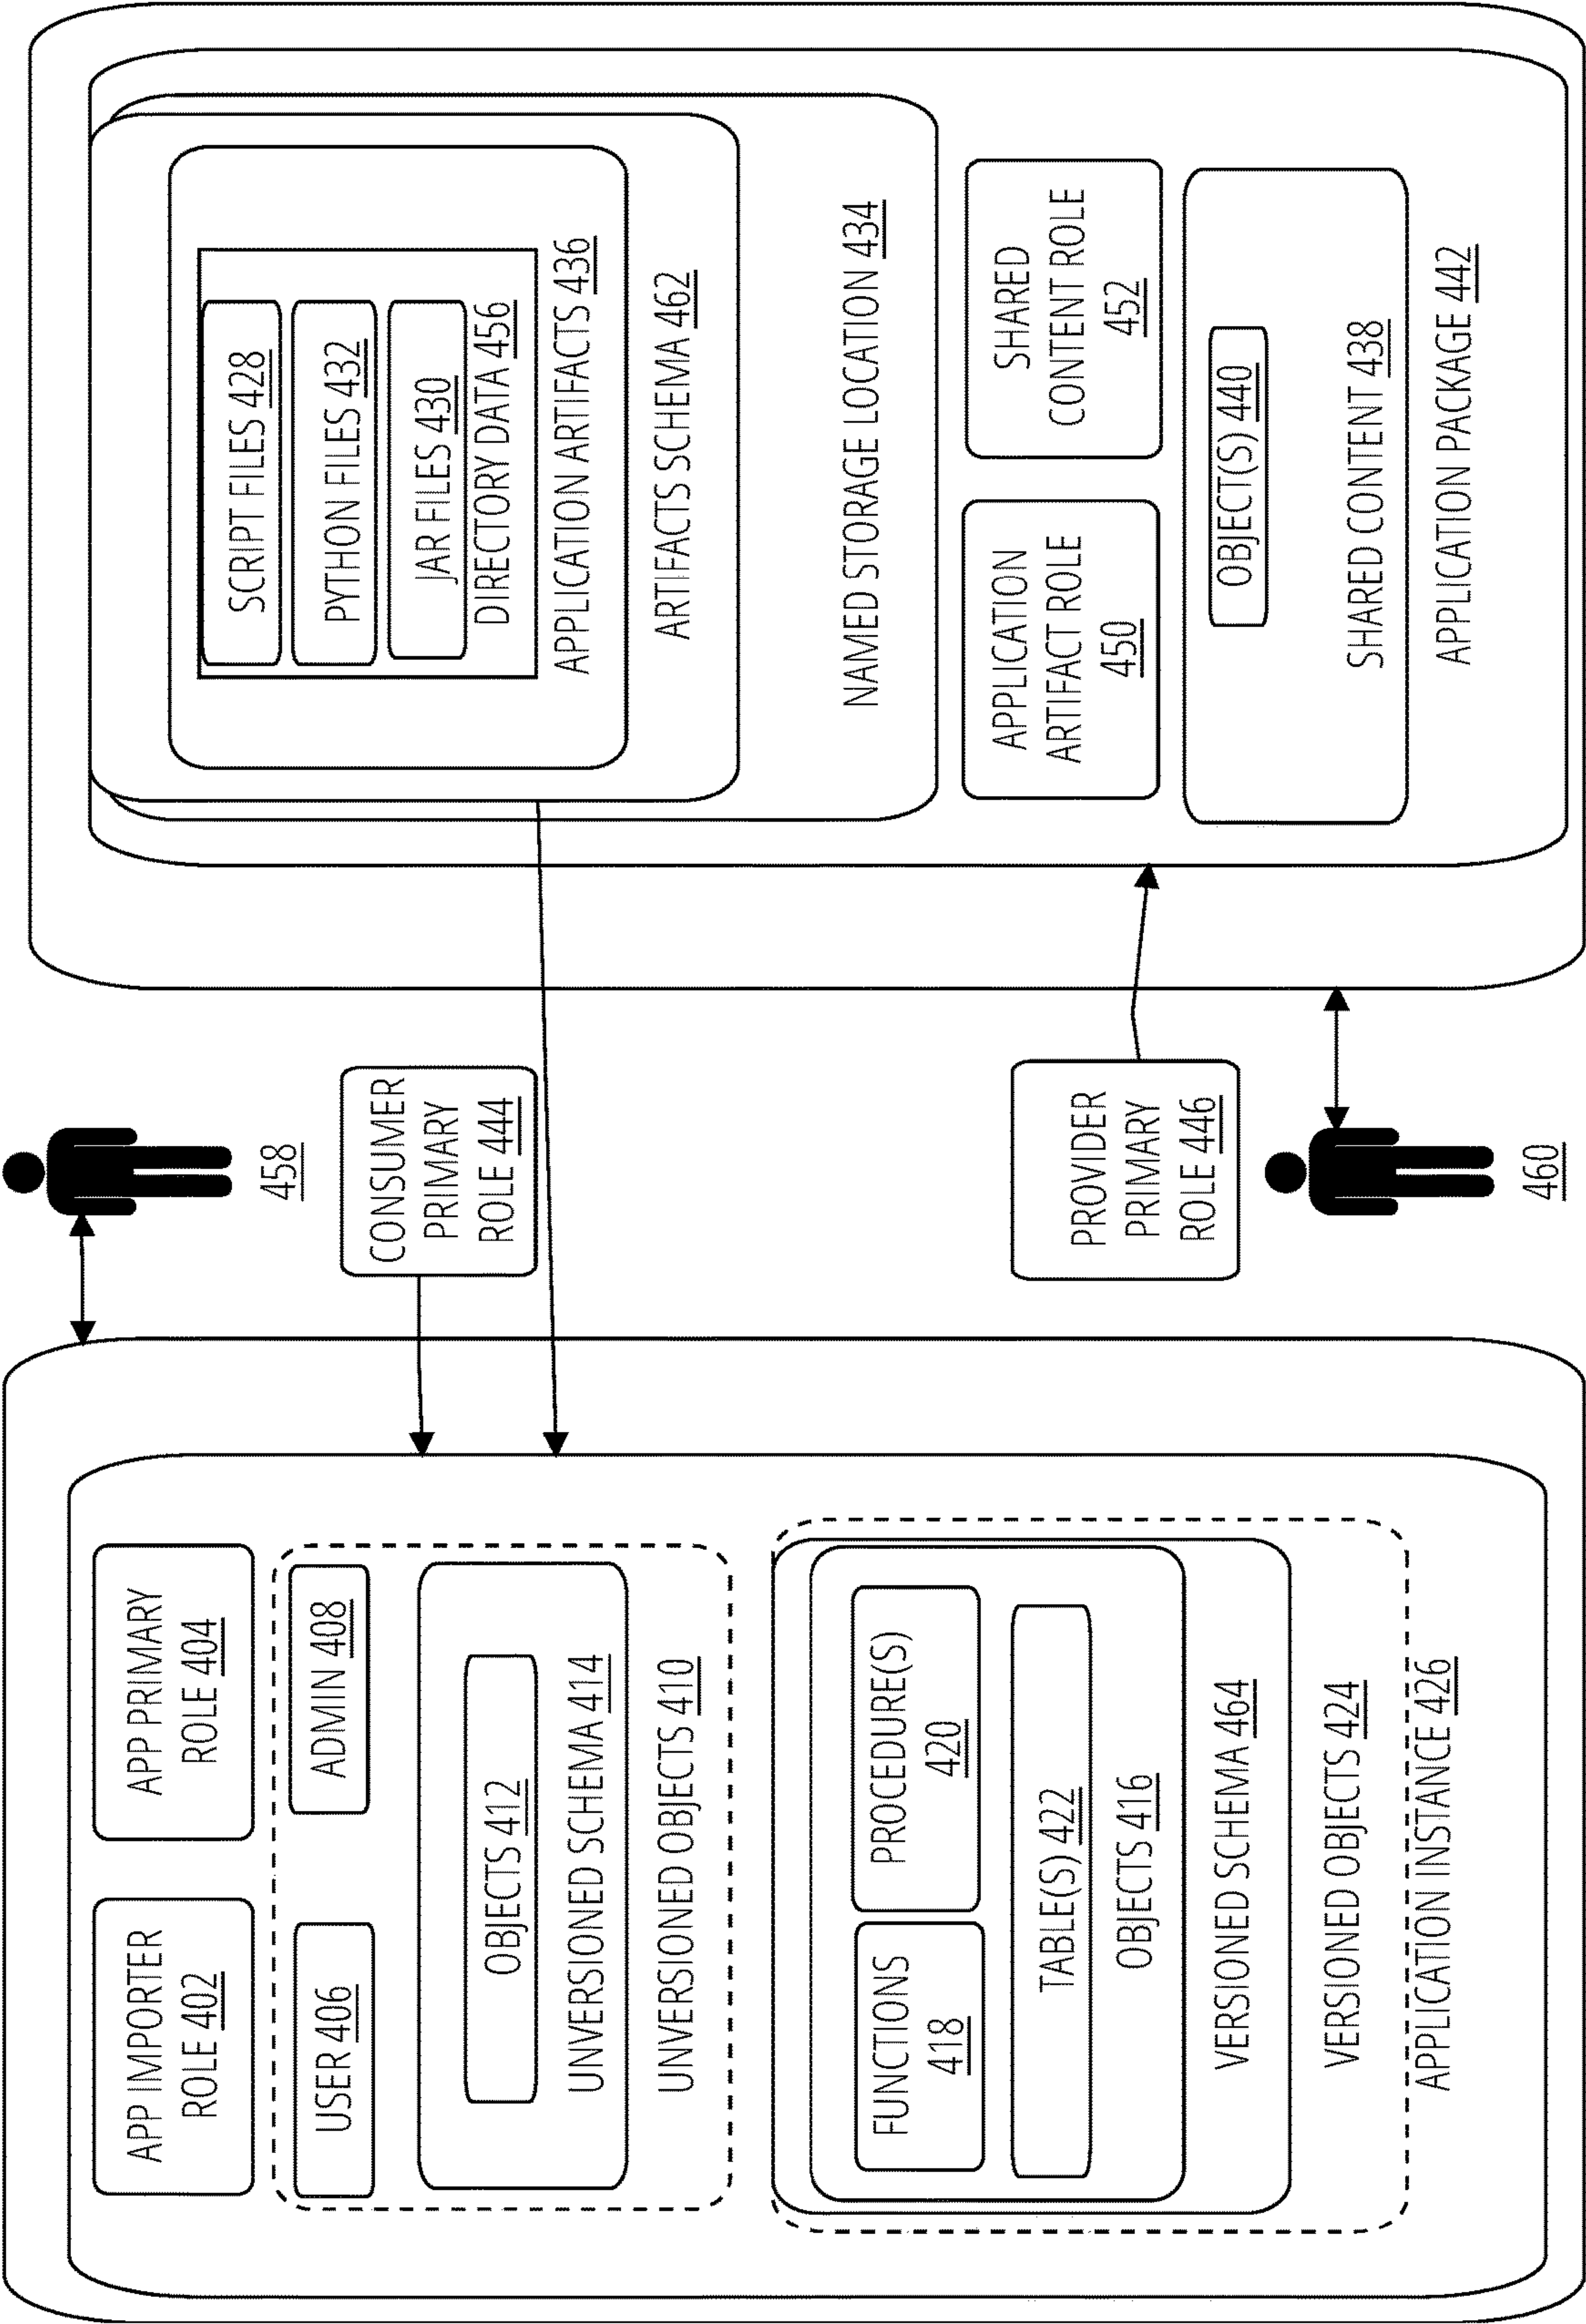 APP IMPORTER
ROLE 402
APP PRIMARY
ROLE 404
USER 406
ADMIN 408
OBJECTS 412
UNVERSIONED SCHEMA 414
UNVERSIONED OBJECTS 410
FUNCTIONS
418
PROCEDURE(S)
420
TABLE(S) 422
OBJECTS 416
VERSIONED SCHEMA 464
VERSIONED OBJECTS 424
APPLICATION INSTANCE 426
458
CONSUMER
PRIMARY
ROLE 444
PROVIDER
PRIMARY
ROLE 446
460
SCRIPT FILES 428
PYTHON FILES 432
JAR FILES 430
DIRECTORY DATA 456
APPLICATION ARTIFACTS 436
ARTIFACTS SCHEMA 462
NAMED STORAGE LOCATION 434
APPLICATION
ARTIFACT ROLE
450
SHARED
CONTENT ROLE
452
OBJECT(S) 440
SHARED CONTENT 438
APPLICATION PACKAGE 442